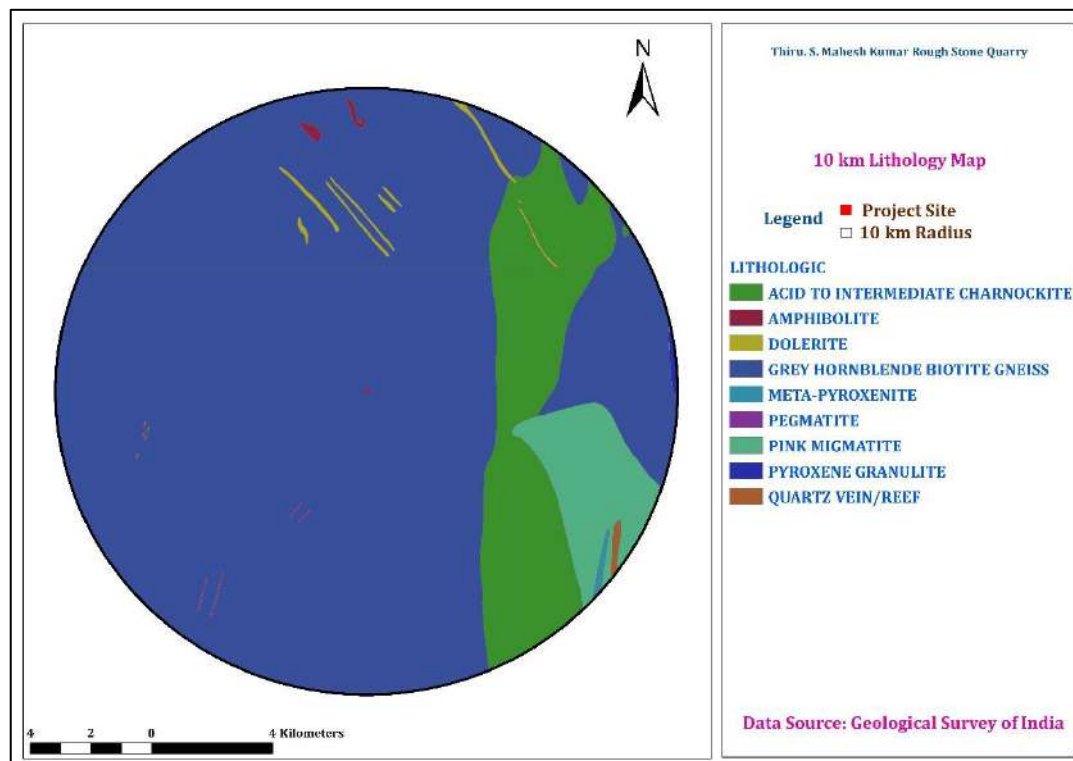 Thiru. S. Mahesh Kumar Rough Stone Quarry
N
10 km Lithology Map
Legend
Project Site
10 km Radius
LITHOLOGIC
ACID TO INTERMEDIATE CHARNOCKITE
AMPHIBOLITE
DOLERITE
GREY HORNBLENDE BIOTITE GNEISS
META-PYROXENITE
PEGMATITE
PINK MIGMATITE
PYROXENE GRANULITE
QUARTZ VEIN/REEF
Data Source: Geological Survey of India
4 2 0 4 Kilometers